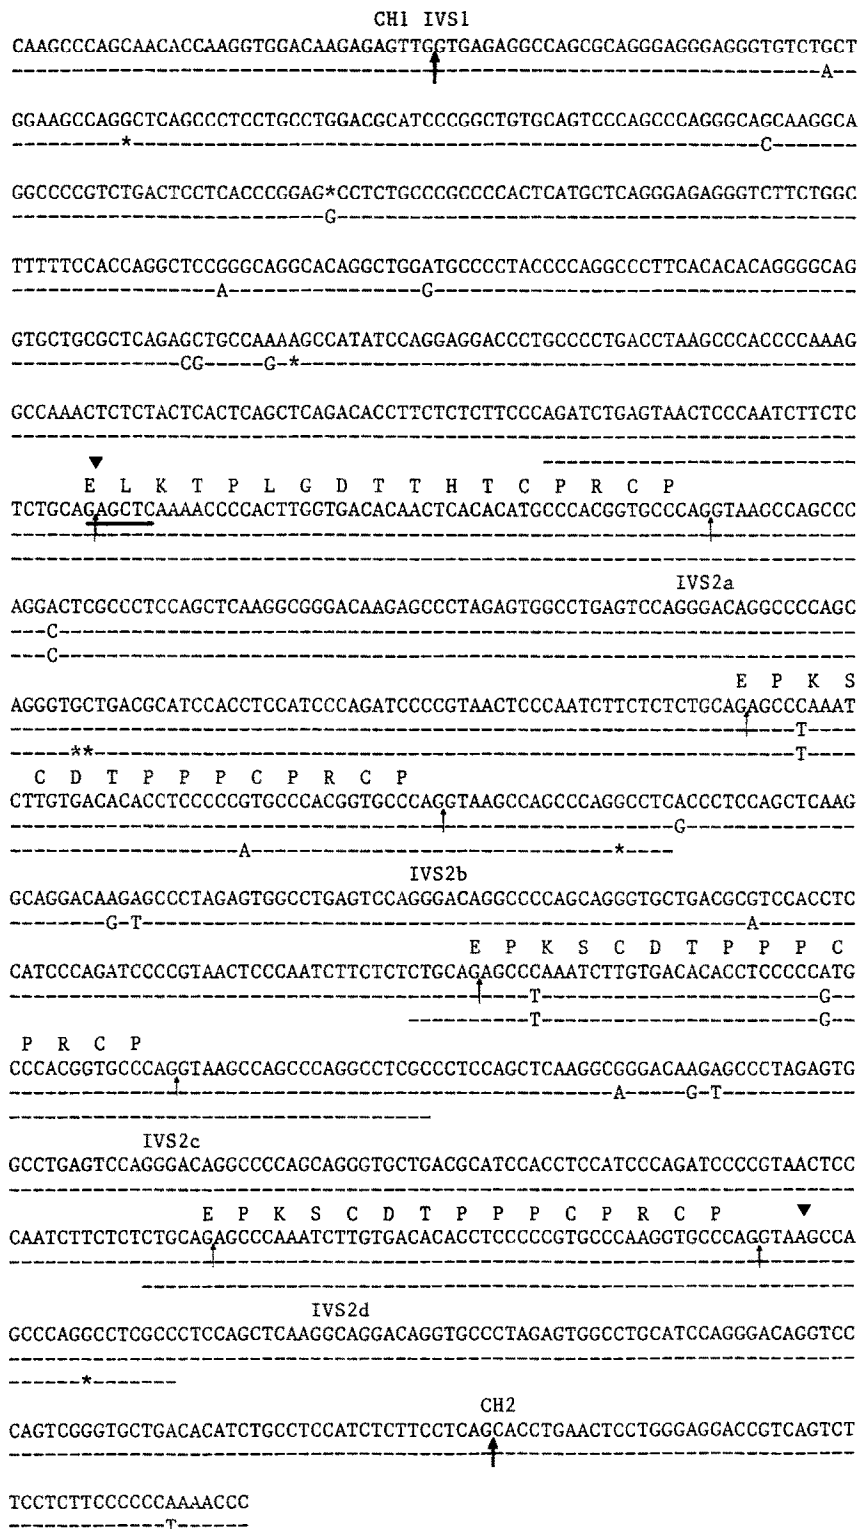 CH1 IVS1
CAAGCCCAGCAACACCAAGGTGGACAAGAGAGTTGGTGAGAGGCCAGCGCAGGGAGGGAGGGTGTCTGCT
A
GGAAGCCAGGCTCAGCCCTCCTGCCTGGACGCATCCCGGCTGTGCAGTCCCAGCCCAGGGCAGCAAGGCA
* C
GGCCCCGTCTGACTCCTCACCCGGAG*CCTCTGCCCGCCCCACTCATGCTCAGGGAGAGGGTCTTCTGGC
G
TTTTTCCACCAGGCTCCGGGCAGGCACAGGCTGGATGCCCCTACCCCAGGCCCTTCACACACAGGGGCAG
A G
GTGCTGCGCTCAGAGCTGCCAAAAGCCATATCCAGGAGGACCCTGCCCCTGACCTAAGCCCACCCCAAAG
CG G-*
GCCAAACTCTCTACTCACTCAGCTCAGACACCTTCTCTCTTCCCAGATCTGAGTAACTCCCAATCTTCTC
E L K T P L G D T T H T C P R C P
TCTGCAGAGCTCAAAACCCCACTTGGTGACACAACTCACACATGCCCACGGTGCCCAGGTAAGCCAGCCC
IVS2a
AGGACTCGCCCTCCAGCTCAAGGCGGGACAAGAGCCCTAGAGTGGCCTGAGTCCAGGGACAGGCCCCAGC
C
C
E P K S
AGGGTGCTGACGCATCCACCTCCATCCCAGATCCCCGTAACTCCCAATCTTCTCTCTGCAGAGCCCAAAT
T
** T
C D T P P P C P R C P
CTTGTGACACACCTCCCCCGTGCCCACGGTGCCCAGGTAAGCCAGCCCAGGCCTCACCCTCCAGCTCAAG
G
A *
IVS2b
GCAGGACAAGAGCCCTAGAGTGGCCTGAGTCCAGGGACAGGCCCCAGCAGGGTGCTGACGCGTCCACCTC
G-T A
E P K S C D T P P P C
CATCCCAGATCCCCGTAACTCCCAATCTTCTCTCTGCAGAGCCCAAATCTTGTGACACACCTCCCCCATG
T G
T G
P R C P
CCCACGGTGCCCAGGTAAGCCAGCCCAGGCCTCGCCCTCCAGCTCAAGGCGGGACAAGAGCCCTAGAGTG
A G-T
IVS2c
GCCTGAGTCCAGGGACAGGCCCCAGCAGGGTGCTGACGCATCCACCTCCATCCCAGATCCCCGTAACTCC
E P K S C D T P P P C P R C P
CAATCTTCTCTCTGCAGAGCCCAAATCTTGTGACACACCTCCCCCGTGCCCAAGGTGCCCAGGTAAGCCA
IVS2d
GCCCAGGCCTCGCCCTCCAGCTCAAGGCAGGACAGGTGCCCTAGAGTGGCCTGCATCCAGGGACAGGTCC
*
CH2
CAGTCGGGTGCTGACACATCTGCCTCCATCTCTTCCTCAGCACCTGAACTCCTGGGAGGACCGTCAGTCT
TCCTCTTCCCCCCAAAACCC
T